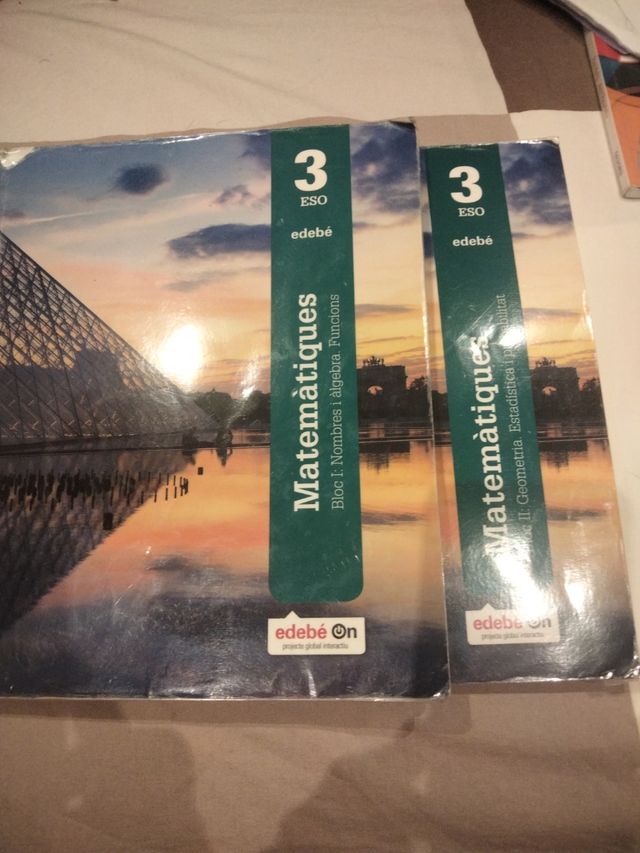 3
ESO
edebé
Matemàtiques
Bloc I: Nombres i àlgebra. Funcions
edebé On
projecte global interactiu
3
ESO
edebé
Matemàtiques
II: Geometria. Estadística i
edebé On
projecte global interactiu